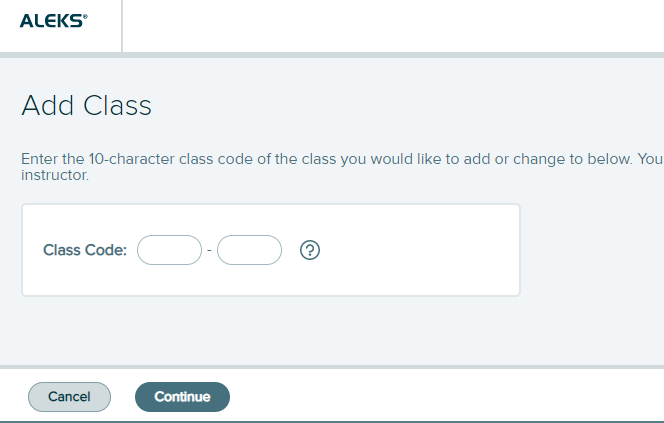 ALEKS®
Add Class
Enter the 10-character class code of the class you would like to add or change to below. You
instructor.
Class Code: - ?
Cancel Continue